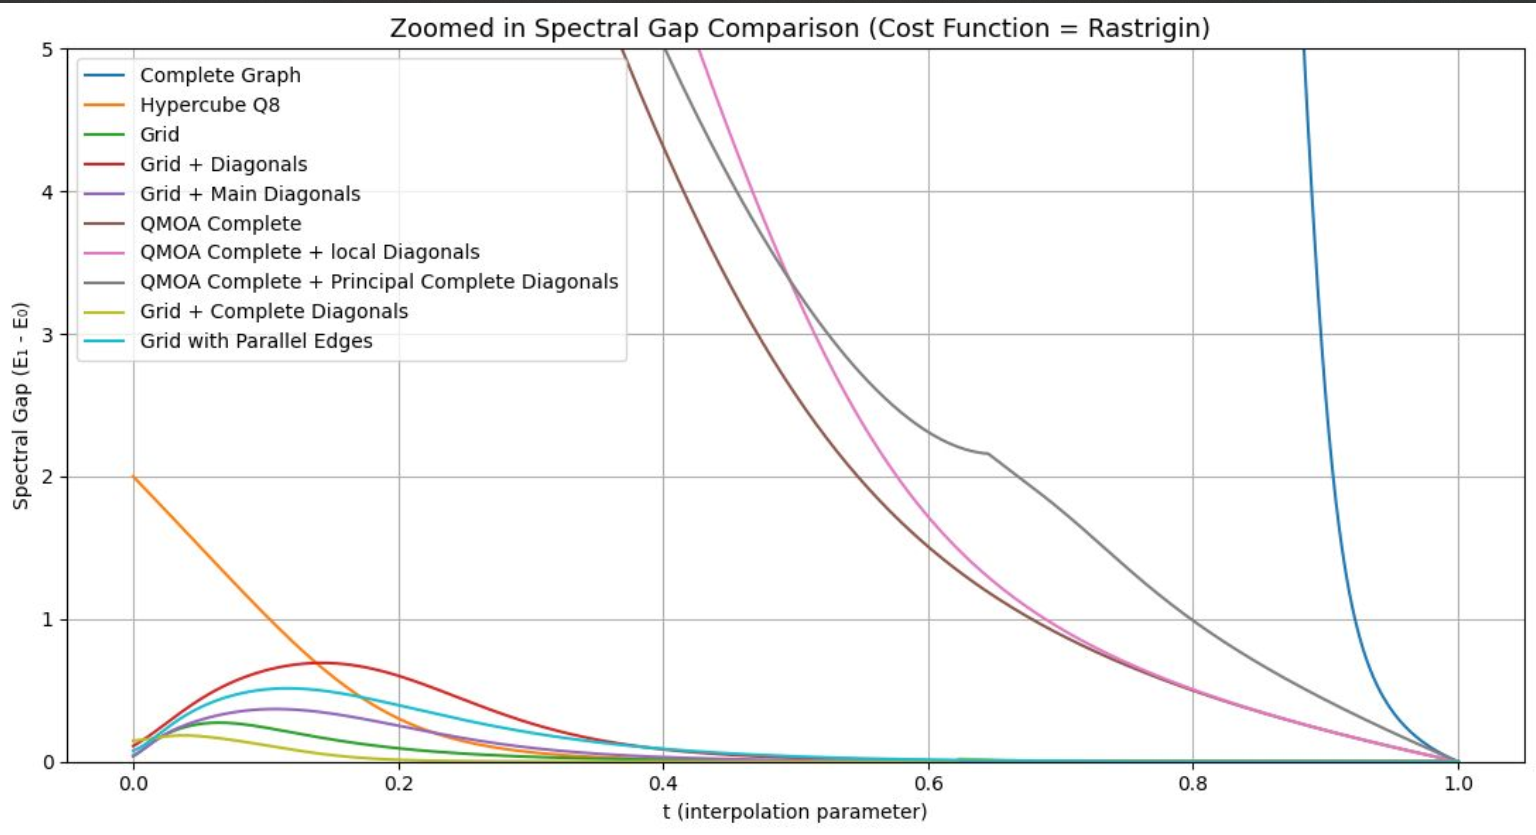 Zoomed in Spectral Gap Comparison (Cost Function = Rastrigin)
Spectral Gap (E₁ - E₀)
5
4
3
2
1
0
Complete Graph
Hypercube Q8
Grid
Grid + Diagonals
Grid + Main Diagonals
QMOA Complete
QMOA Complete + local Diagonals
QMOA Complete + Principal Complete Diagonals
Grid + Complete Diagonals
Grid with Parallel Edges
0.0 0.2 0.4 0.6 0.8 1.0
t (interpolation parameter)